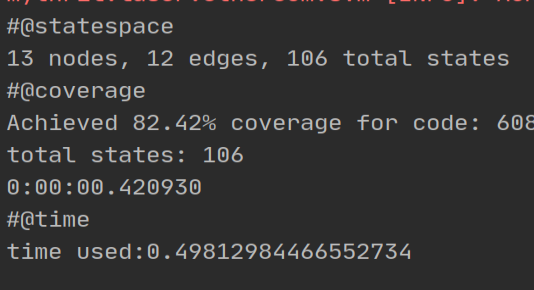 #@statespace
13 nodes, 12 edges, 106 total states
#@coverage
Achieved 82.42% coverage for code: 608
total states: 106
0:00:00.420930
#@time
time used:0.49812984466552734